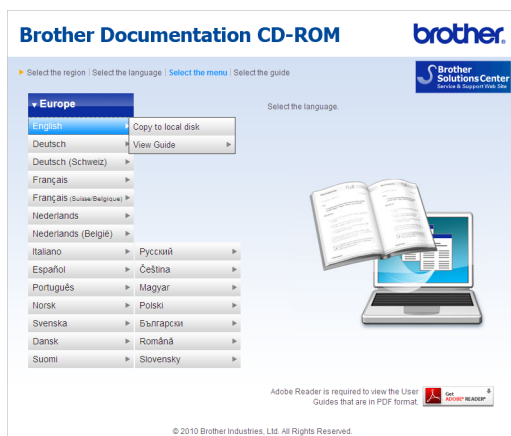 Brother Documentation CD-ROM
brother
Select the region | Select the language | Select the menu | Select the guide
Brother
Solutions Center
Service & Support Web Site
Europe
Select the language.
English
Copy to local disk
Deutsch
View Guide
Deutsch (Schweiz)
Français
Français (Suisse/Belgique)
Nederlands
Nederlands (België)
Italiano
Русский
Español
Čeština
Português
Magyar
Norsk
Polski
Svenska
Български
Dansk
Română
Suomi
Slovensky
Adobe Reader is required to view the User
Guides that are in PDF format.
Get
ADOBE® READER®
© 2010 Brother Industries, Ltd. All Rights Reserved.